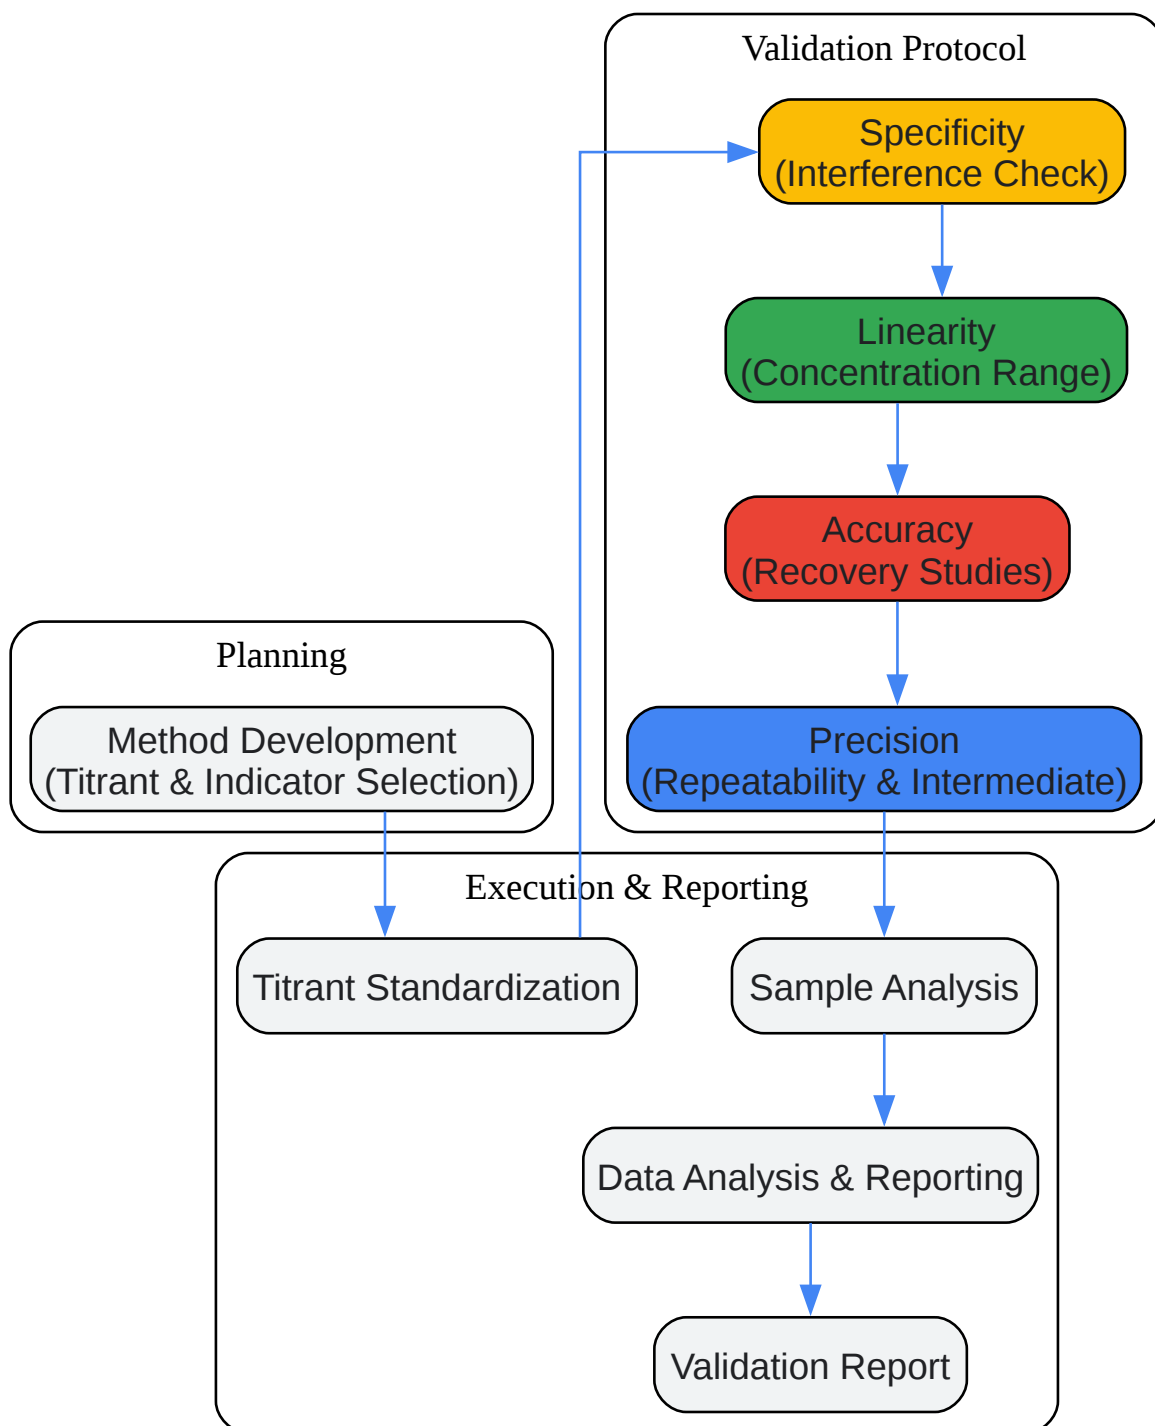 Validation Protocol
Specificity
(Interference Check)
Linearity
(Concentration Range)
Accuracy
(Recovery Studies)
Precision
(Repeatability & Intermediate)
Planning
Method Development
(Titrant & Indicator Selection)
Execution & Reporting
Titrant Standardization
Sample Analysis
Data Analysis & Reporting
Validation Report